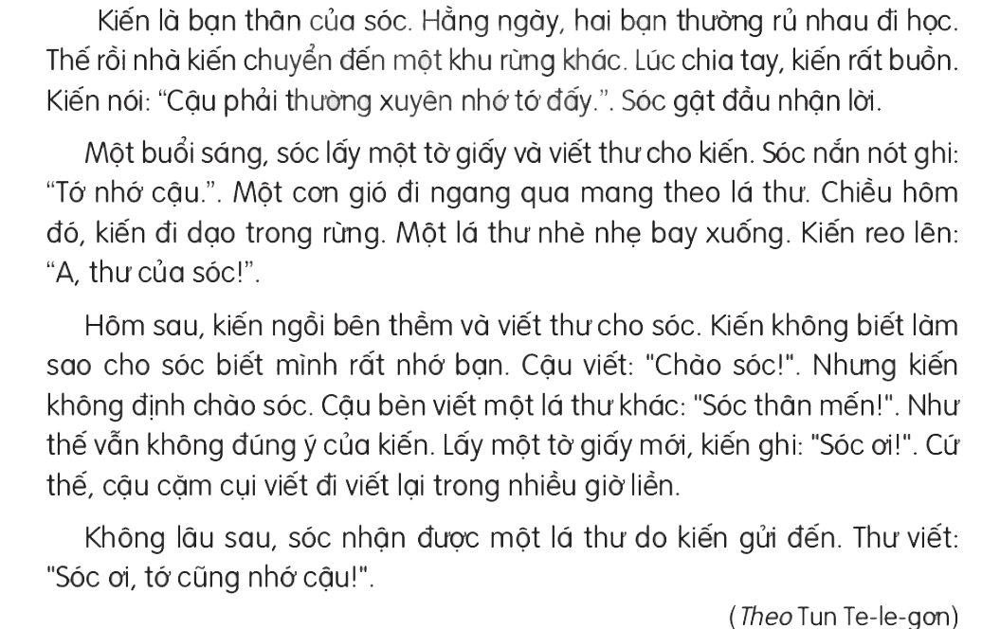 Kiến là bạn thân của sóc. Hằng ngày, hai bạn thường rủ nhau đi học.
Thế rồi nhà kiến chuyển đến một khu rừng khác. Lúc chia tay, kiến rất buồn.
Kiến nói: “Cậu phải thường xuyên nhớ tớ đấy.”. Sóc gật đầu nhận lời.
Một buổi sáng, sóc lấy một tờ giấy và viết thư cho kiến. Sóc nắn nót ghi:
“Tớ nhớ cậu.”. Một cơn gió đi ngang qua mang theo lá thư. Chiều hôm
đó, kiến đi dạo trong rừng. Một lá thư nhè nhẹ bay xuống. Kiến reo lên:
“A, thư của sóc!”.
Hôm sau, kiến ngồi bên thềm và viết thư cho sóc. Kiến không biết làm
sao cho sóc biết mình rất nhớ bạn. Cậu viết: "Chào sóc!". Nhưng kiến
không định chào sóc. Cậu bèn viết một lá thư khác: "Sóc thân mến!". Như
thế vẫn không đúng ý của kiến. Lấy một tờ giấy mới, kiến ghi: "Sóc ơi!". Cứ
thế, cậu cặm cụi viết đi viết lại trong nhiều giờ liền.
Không lâu sau, sóc nhận được một lá thư do kiến gửi đến. Thư viết:
"Sóc ơi, tớ cũng nhớ cậu!".
(Theo Tun Te-le-gơn)